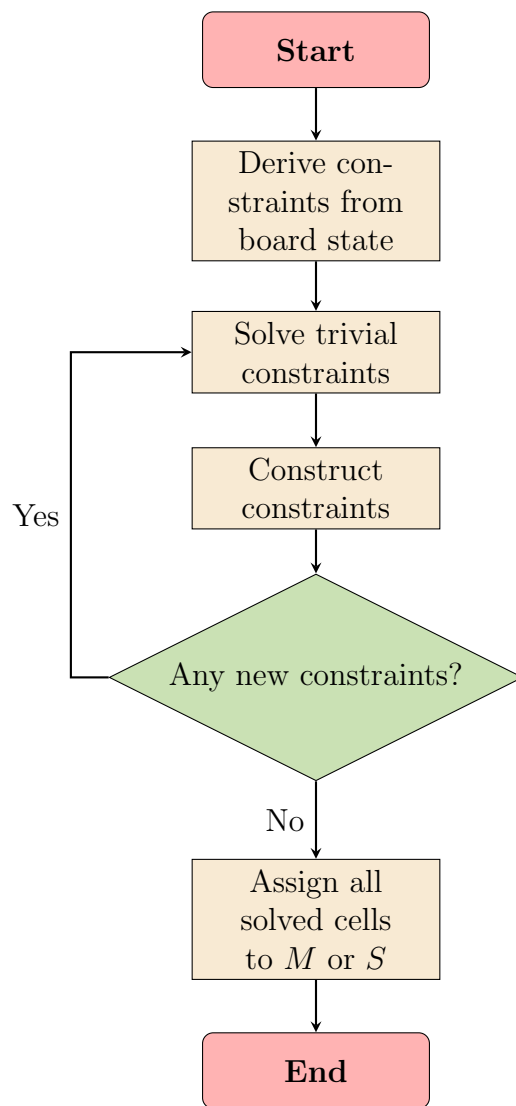 Start
Derive con-
straints from
board state
Solve trivial
constraints
Construct
constraints
Yes
Any new constraints?
No
Assign all
solved cells
to M or S
End